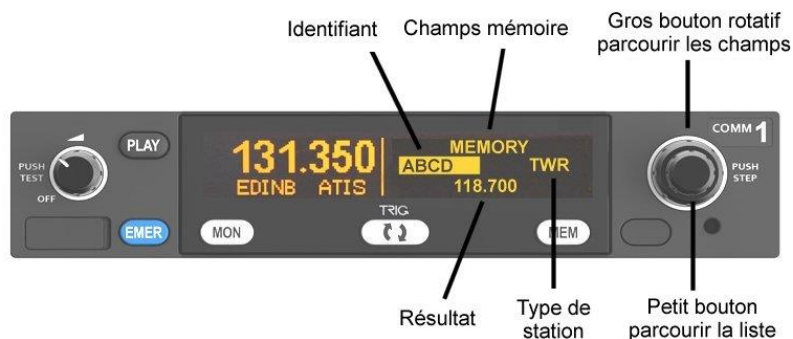 Identifiant
Champs mémoire
Gros bouton rotatif
parcourir les champs
PUSH
TEST
OFF
PLAY
EMER
131.350
EDINB ATIS
MEMORY
ABCD
TWR
118.700
MON
TRIG
MEM
COMM 1
PUSH
STEP
Résultat
Type de
station
Petit bouton
parcourir la liste